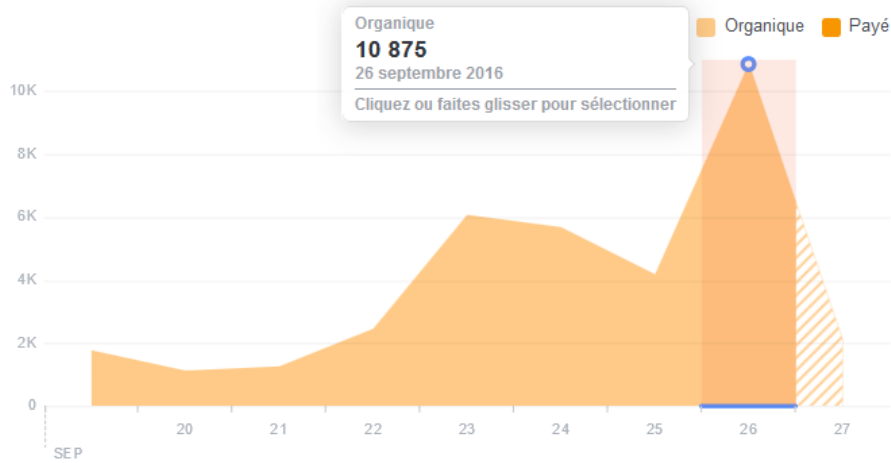 Organique
10 875
26 septembre 2016
Cliquez ou faites glisser pour sélectionner
Organique
Payé
10K
8K
6K
4K
2K
0
20
21
22
23
24
25
26
27
SEP